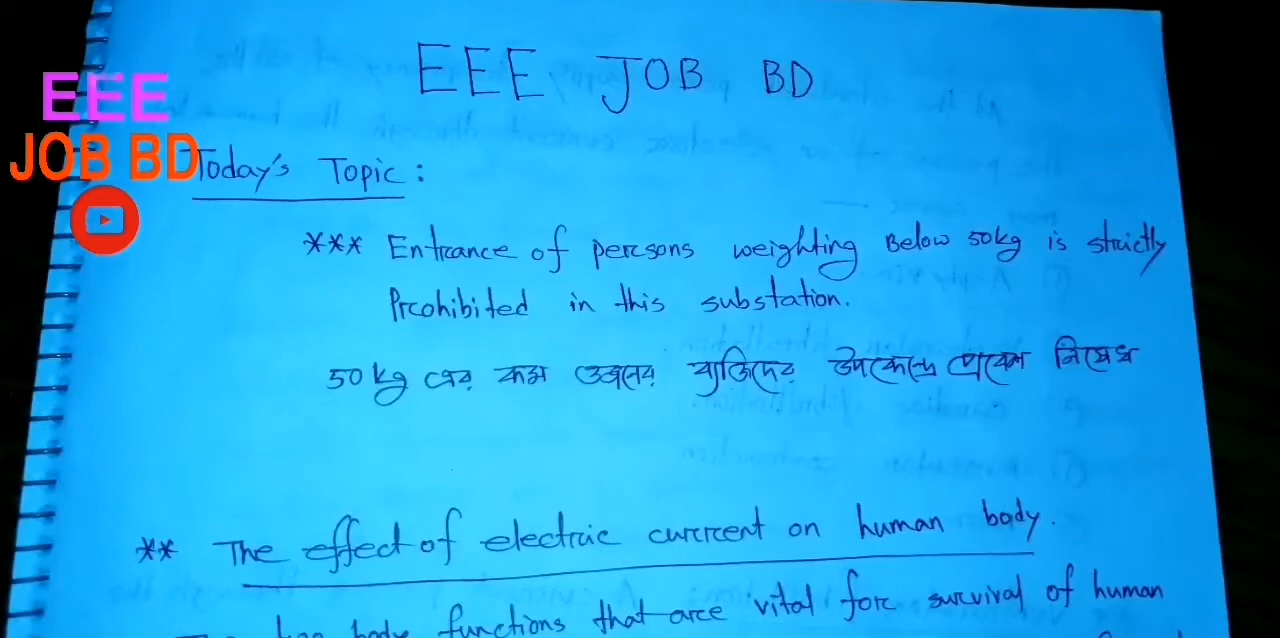 EEE JOB BD
EEE
JOB BD
Today's Topic:
*** Entrance of persons weighting Below 50kg is strictly
Prohibited in this substation.
50 kg এর কম ওজনের ব্যক্তিদের উপকেন্দ্রে প্রবেশ নিষেধ
** The effect of electric current on human body.
body functions that are vital for survival of human